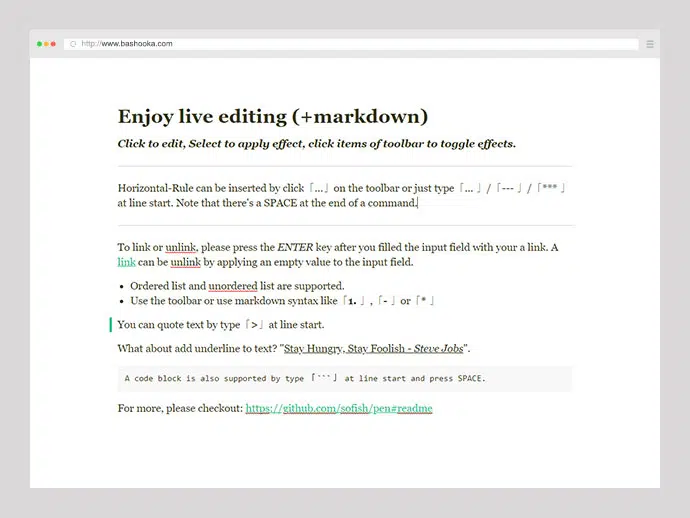 http://www.bashooka.com
Enjoy live editing (+markdown)
Click to edit, Select to apply effect, click items of toolbar to toggle effects.
Horizontal-Rule can be inserted by click「...」on the toolbar or just type「... 」/「--- 」/「*** 」
at line start. Note that there's a SPACE at the end of a command.
To link or unlink, please press the ENTER key after you filled the input field with your a link. A
link can be unlink by applying an empty value to the input field.
• Ordered list and unordered list are supported.
• Use the toolbar or use markdown syntax like「1. 」,「- 」or「* 」
You can quote text by type「>」at line start.
What about add underline to text? "Stay Hungry, Stay Foolish - Steve Jobs".
A code block is also supported by type「```」at line start and press SPACE.
For more, please checkout: https://github.com/sofish/pen#readme